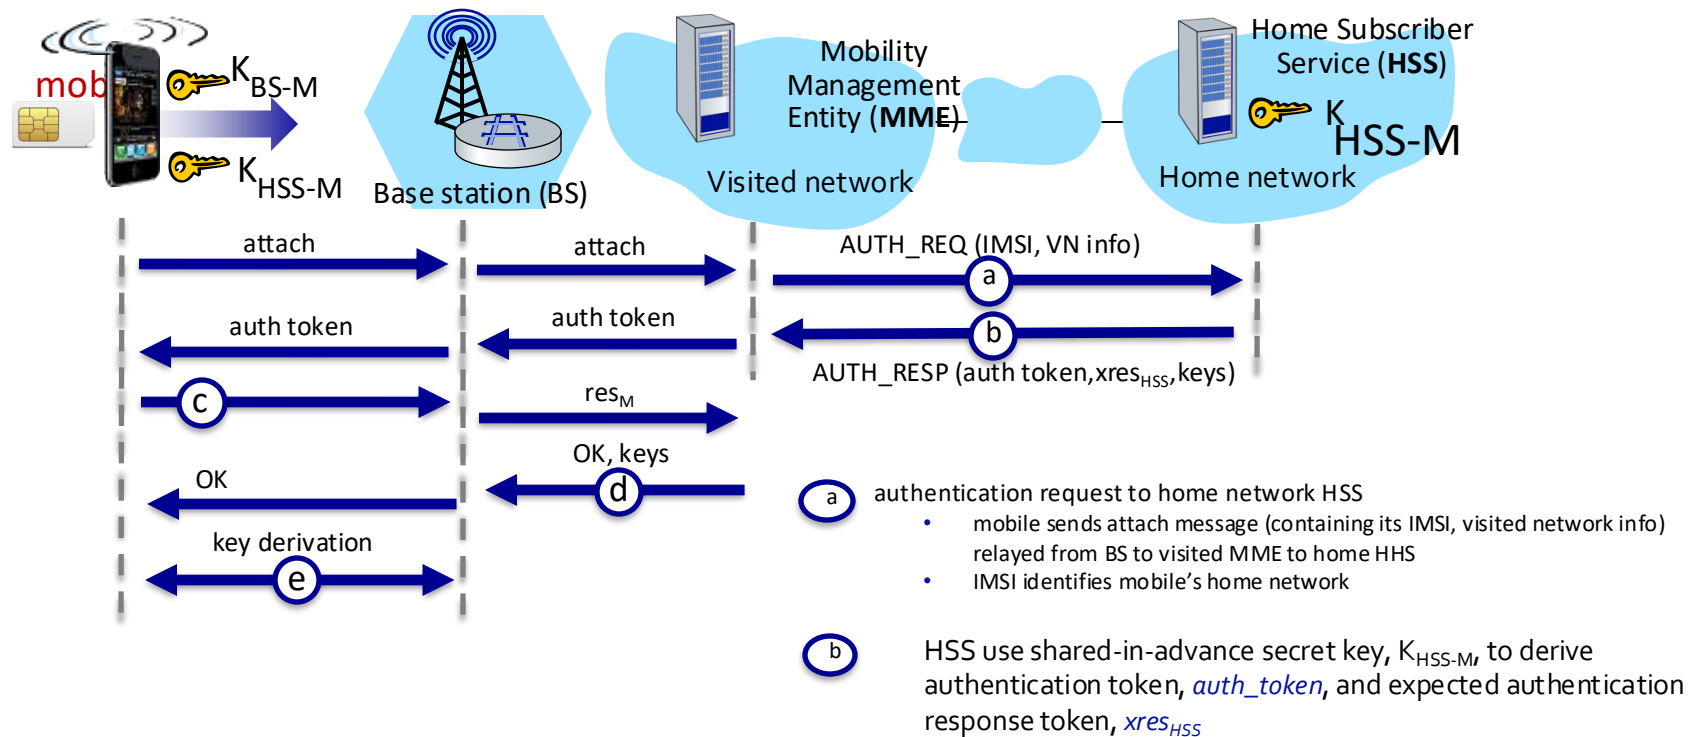 mob
K BS-M
K HSS-M
Base station (BS)
Mobility
Management
Entity (MME)
Visited network
Home Subscriber
Service (HSS)
K
HSS-M
Home network
attach
attach
AUTH_REQ (IMSI, VN info)
a
auth token
auth token
b
AUTH_RESP (auth token,xresHSS,keys)
c
resM
OK, keys
OK
d
key derivation
e
a authentication request to home network HSS
• mobile sends attach message (containing its IMSI, visited network info)
relayed from BS to visited MME to home HHS
• IMSI identifies mobile's home network
b HSS use shared-in-advance secret key, KHSS-M, to derive
authentication token, auth_token, and expected authentication
response token, xresHSS